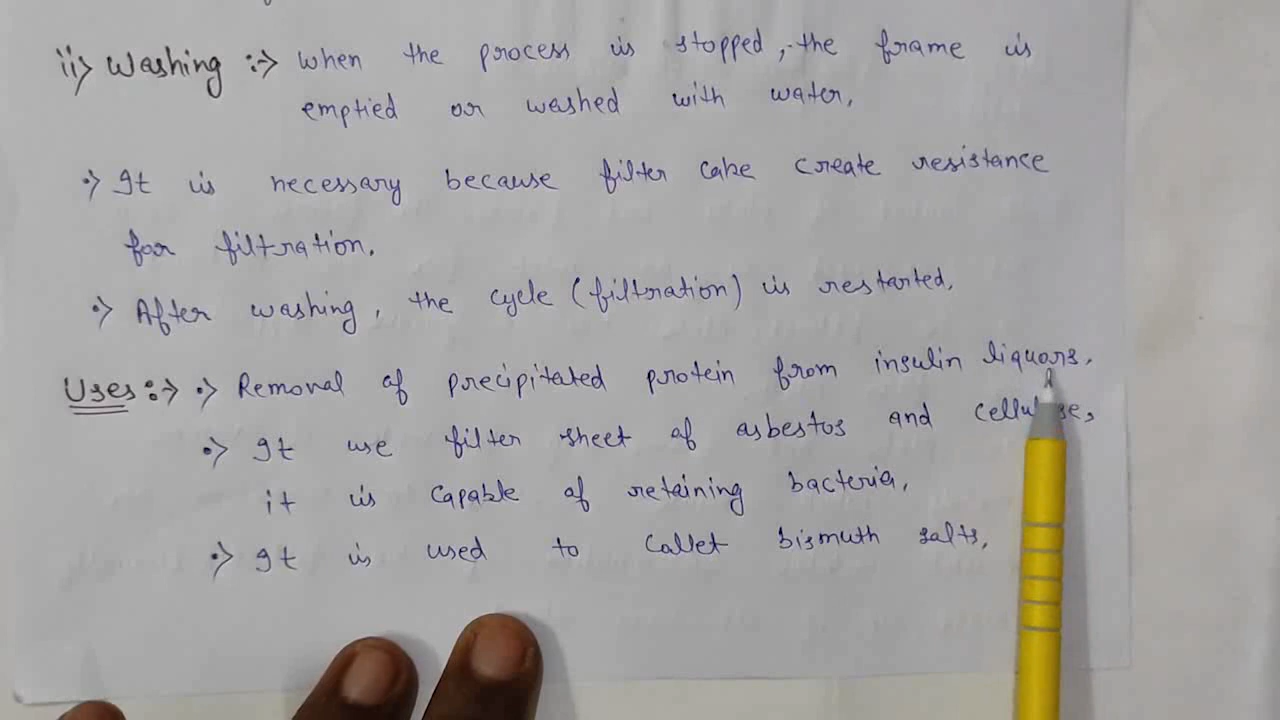 ii) Washing :-> When the process is stopped, the frame is
emptied or washed with water.
·> It is necessary because filter cake create resistance
for filtration.
·> After washing, the cycle (filtration) is restarted.
Uses :-> ·> Removal of precipitated protein from insulin liquors.
·> It use filter sheet of asbestos and cellulose,
it is capable of retaining bacteria.
·> It is used to collet bismuth salts.